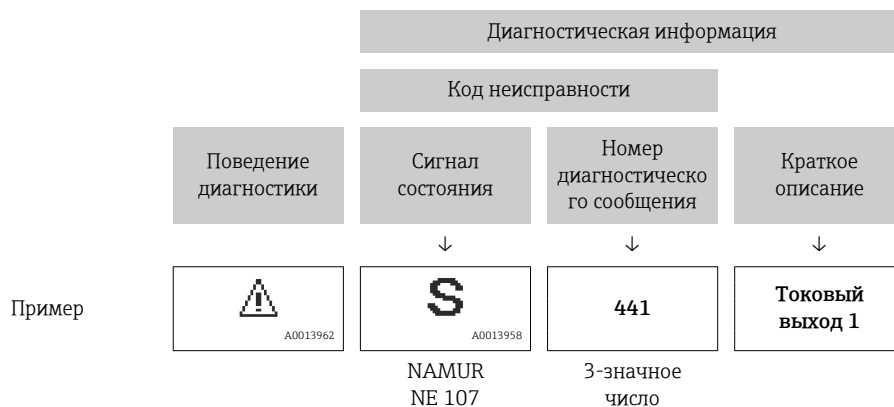 Диагностическая информация
Код неисправности
Поведение
диагностики
Сигнал
состояния
Номер
диагностическо
го сообщения
Краткое
описание
↓ ↓ ↓
Пример
A0013962
S
A0013958
441
Токовый
выход 1
NAMUR
NE 107
3-значное
число